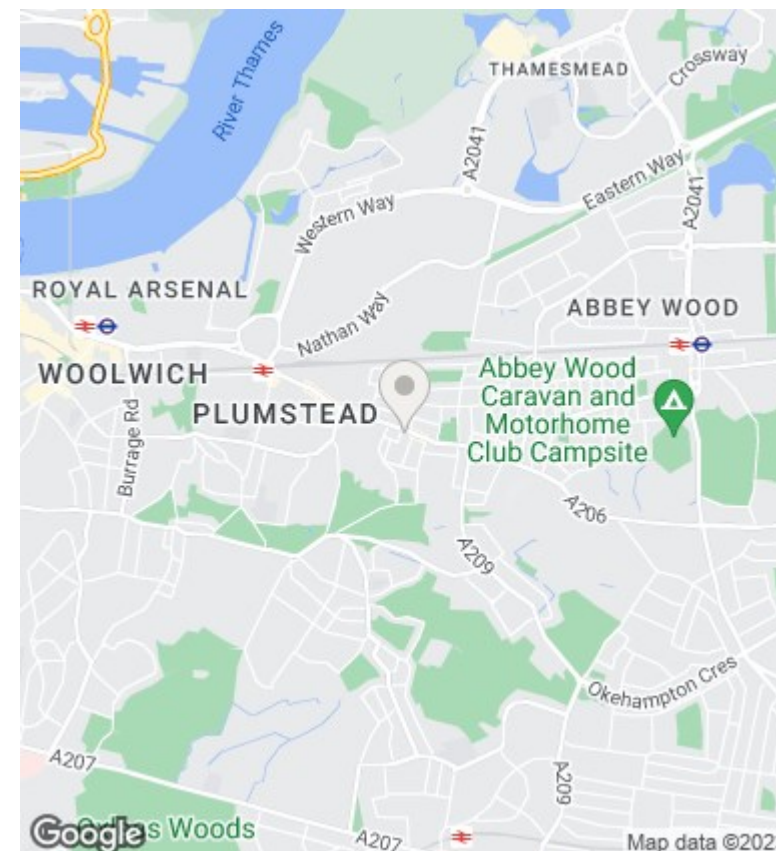 River Thames
THAMESMEAD
Crossway
A2041
Eastern Way
A2041
Western Way
ROYAL ARSENAL
Nathan Way
ABBEY WOOD
WOOLWICH
PLUMSTEAD
Abbey Wood
Caravan and
Motorhome
Club Campsite
Burrage Rd
A206
A209
Okehampton Cres
A207
A209
Google
Woods
A207
Map data ©202